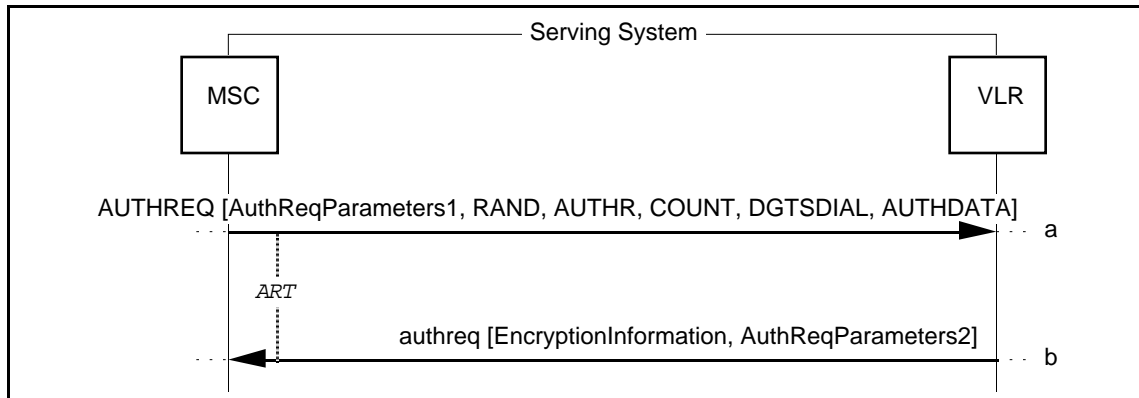 Serving System
MSC
VLR
AUTHREQ [AuthReqParameters1, RAND, AUTHR, COUNT, DGTSDIAL, AUTHDATA]
a
ART
authreq [EncryptionInformation, AuthReqParameters2]
b